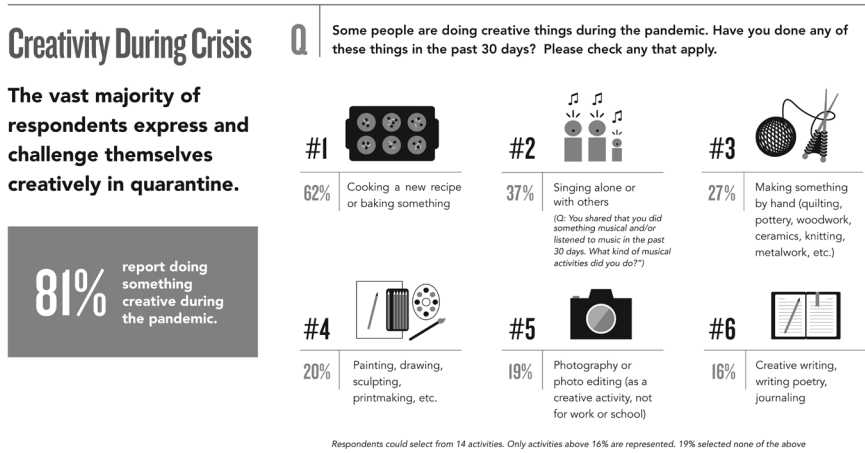 Creativity During Crisis
The vast majority of
respondents express and
challenge themselves
creatively in quarantine.
81%
report doing
something
creative during
the pandemic.
Q
Some people are doing creative things during the pandemic. Have you done any of
these things in the past 30 days? Please check any that apply.
#1
62%
Cooking a new recipe
or baking something
#2
37%
Singing alone or
with others
(Q: You shared that you did
something musical and/or
listened to music in the past
30 days. What kind of musical
activities did you do?")
#3
27%
Making something
by hand (quilting,
pottery, woodwork,
ceramics, knitting,
metalwork, etc.)
#4
20%
Painting, drawing,
sculpting,
printmaking, etc.
#5
19%
Photography or
photo editing (as a
creative activity, not
for work or school)
#6
16%
Creative writing,
writing poetry,
journaling
Respondents could select from 14 activities. Only activities above 16% are represented. 19% selected none of the above